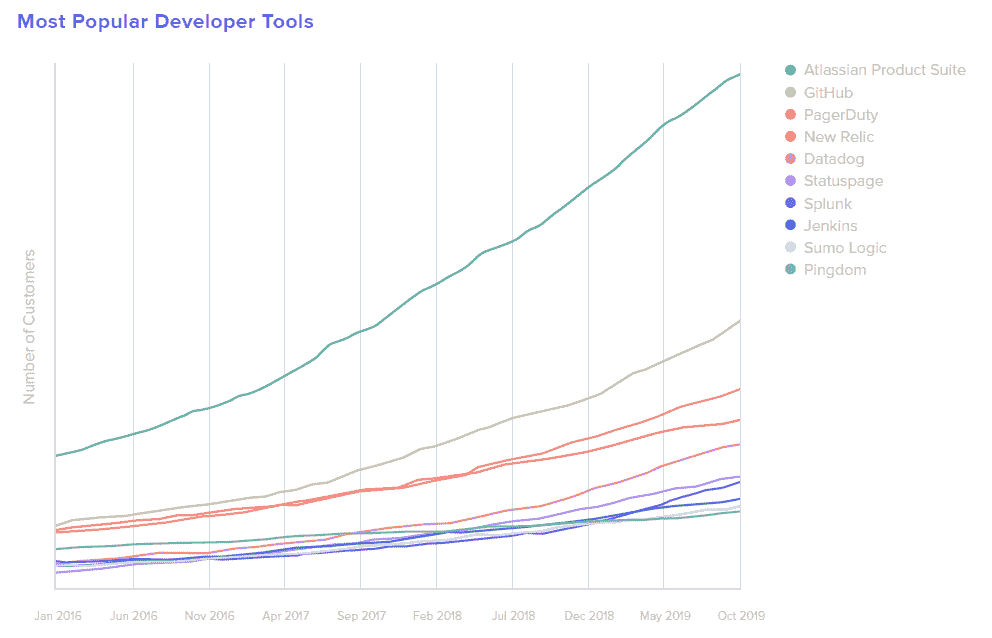 Most Popular Developer Tools
Atlassian Product Suite
GitHub
PagerDuty
New Relic
Datadog
Statuspage
Splunk
Jenkins
Sumo Logic
Pingdom
Number of Customers
Jan 2016
Jun 2016
Nov 2016
Apr 2017
Sep 2017
Feb 2018
Jul 2018
Dec 2018
May 2019
Oct 2019